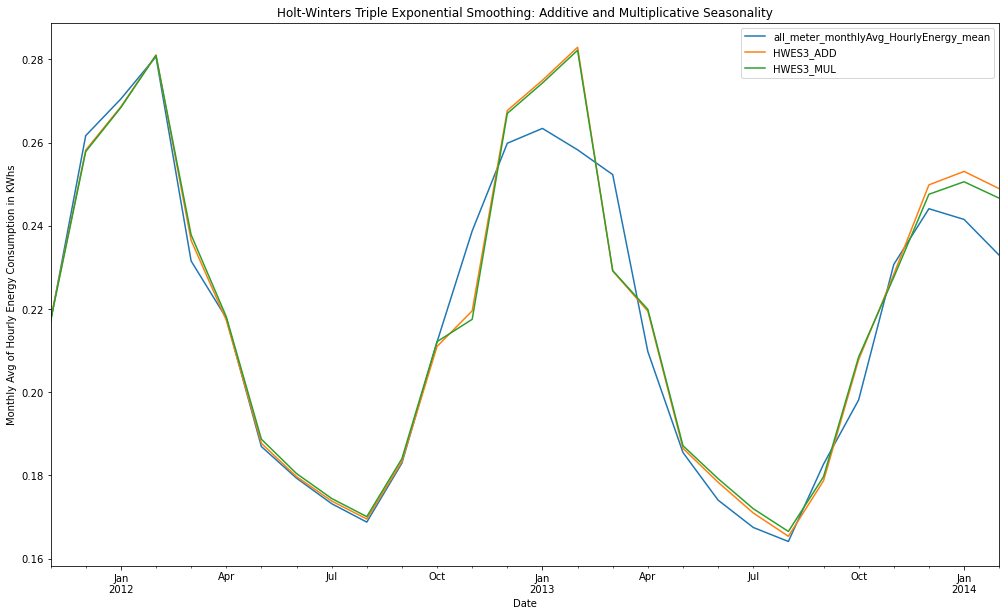 Holt-Winters Triple Exponential Smoothing: Additive and Multiplicative Seasonality
all_meter_monthlyAvg_HourlyEnergy_mean
HWES3_ADD
HWES3_MUL
Monthly Avg of Hourly Energy Consumption in KWhs
0.28
0.26
0.24
0.22
0.20
0.18
0.16
Jan Apr Jul Oct Jan Apr Jul Oct Jan
2012 2013 2014
Date